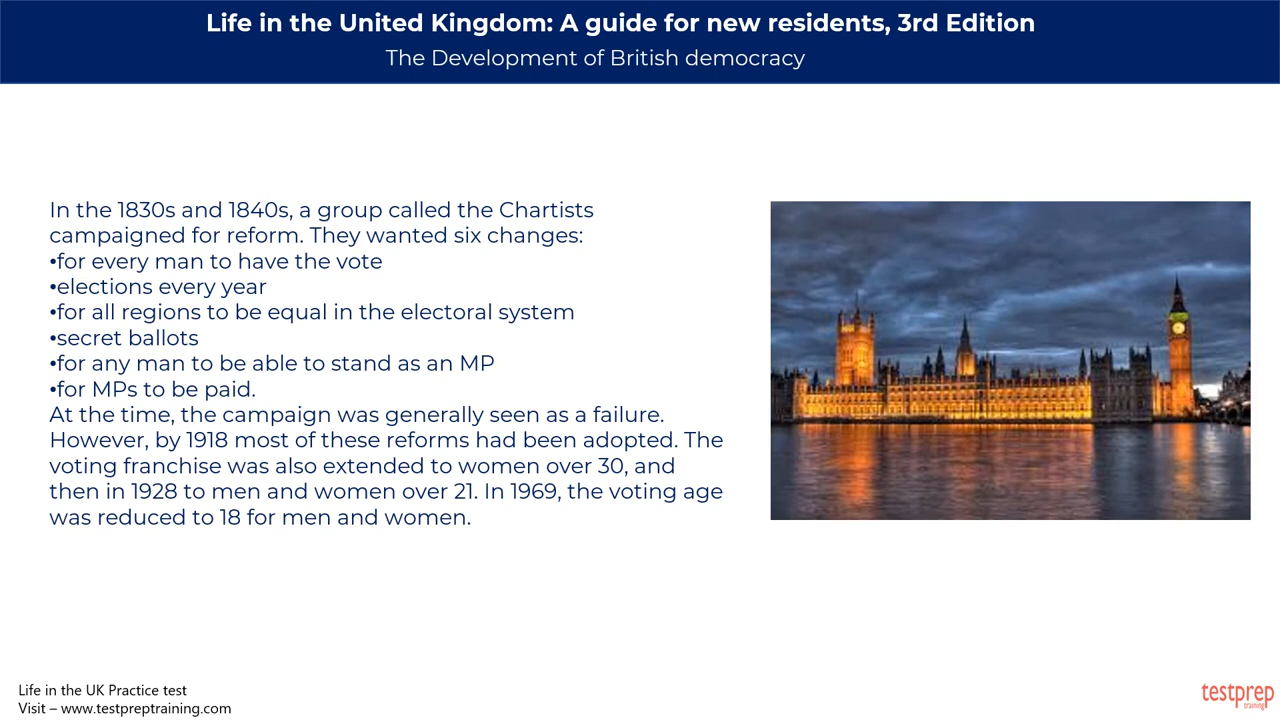 Life in the United Kingdom: A guide for new residents, 3rd Edition
The Development of British democracy
In the 1830s and 1840s, a group called the Chartists
campaigned for reform. They wanted six changes:
•for every man to have the vote
•elections every year
•for all regions to be equal in the electoral system
•secret ballots
•for any man to be able to stand as an MP
•for MPs to be paid.
At the time, the campaign was generally seen as a failure.
However, by 1918 most of these reforms had been adopted. The
voting franchise was also extended to women over 30, and
then in 1928 to men and women over 21. In 1969, the voting age
was reduced to 18 for men and women.
Life in the UK Practice test
Visit – www.testpreptraining.com
testprep
training